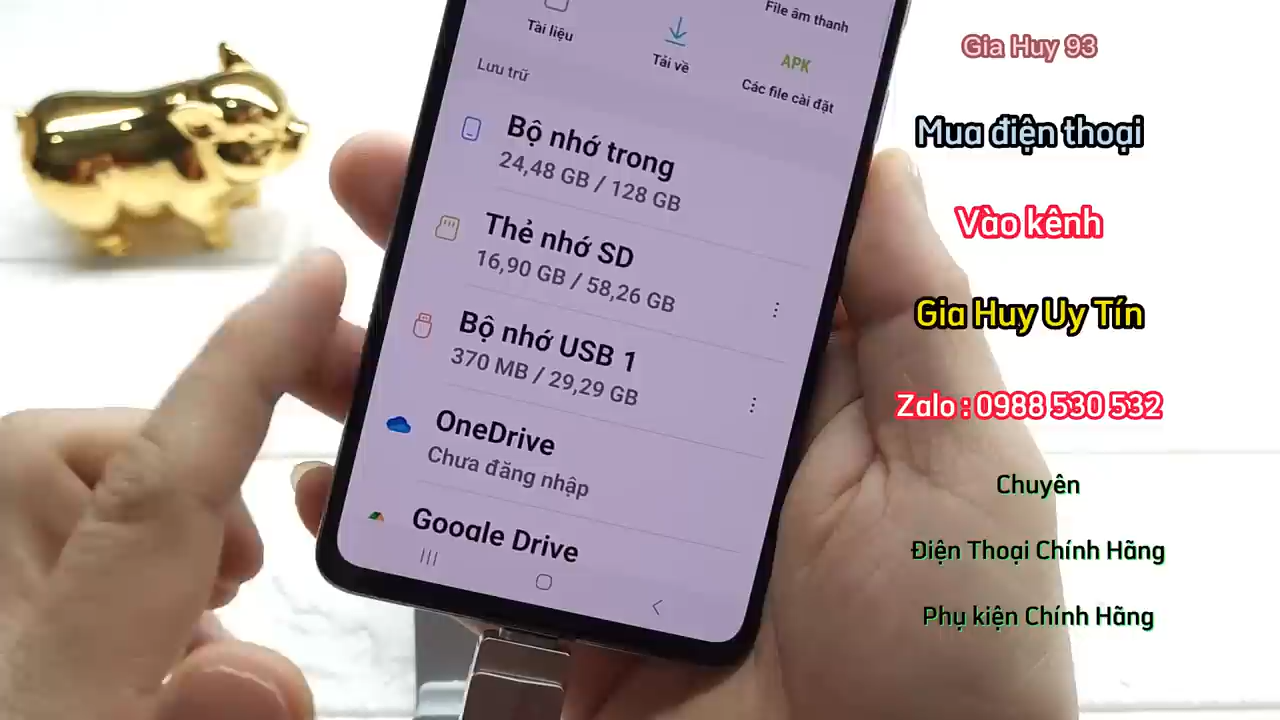 File âm thanh
Tài liệu
Tải về
APK
Các file cài đặt
Lưu trữ
Bộ nhớ trong
24,48 GB / 128 GB
Thẻ nhớ SD
16,90 GB / 58,26 GB
Bộ nhớ USB 1
370 MB / 29,29 GB
OneDrive
Chưa đăng nhập
Google Drive
Gia Huy 93
Mua điện thoại
Vào kênh
Gia Huy Uy Tín
Zalo : 0988 530 532
Chuyên
Điện Thoại Chính Hãng
Phụ kiện Chính Hãng